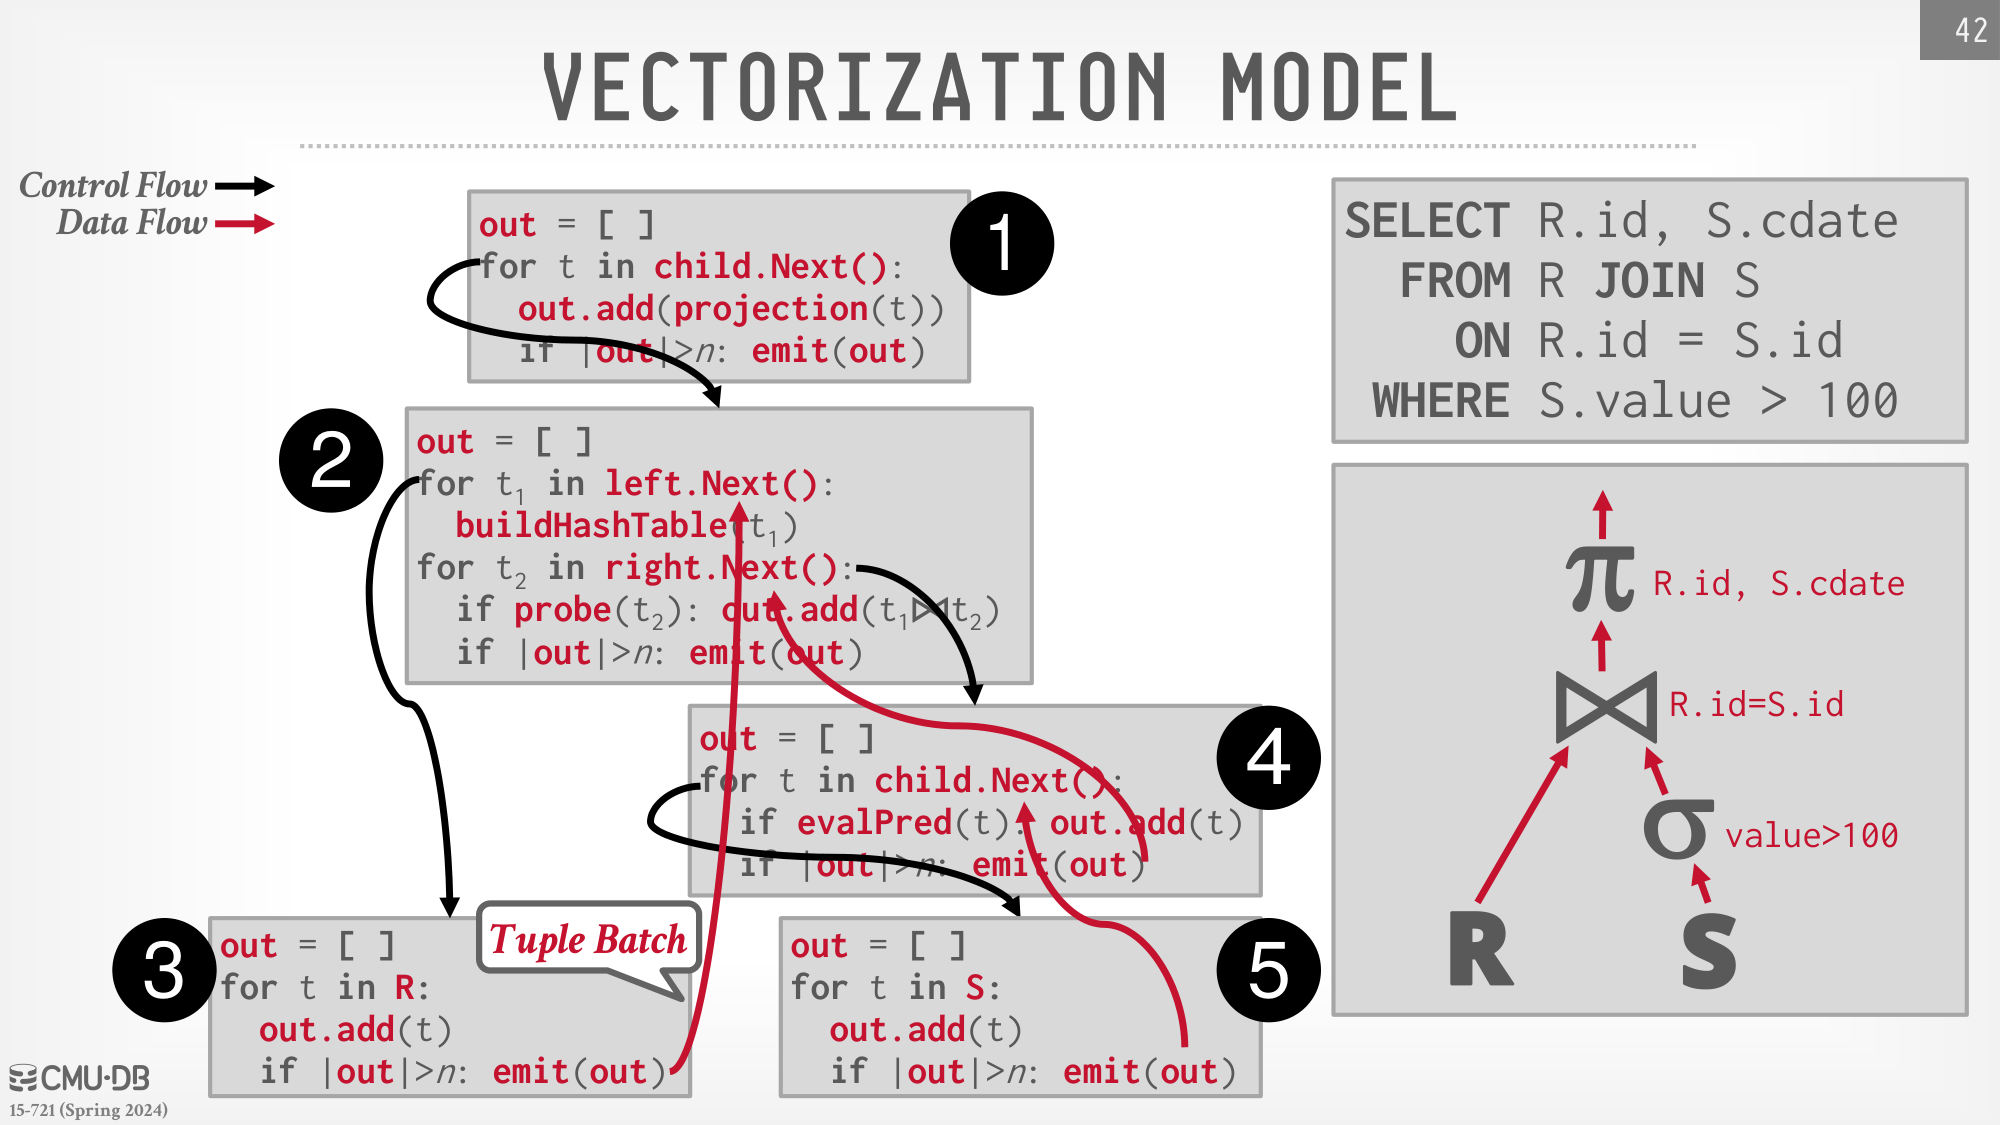 42
VECTORIZATION MODEL
Control Flow
Data Flow
1
out = [ ]
for t in child.Next():
out.add(projection(t))
if |out|>n: emit(out)
2
out = [ ]
for t1 in left.Next():
buildHashTable(t1)
for t2 in right.Next():
if probe(t2): out.add(t1⋈t2)
if |out|>n: emit(out)
3
out = [ ]
for t in R:
out.add(t)
if |out|>n: emit(out)
Tuple Batch
4
out = [ ]
for t in child.Next():
if evalPred(t): out.add(t)
if |out|>n: emit(out)
5
out = [ ]
for t in S:
out.add(t)
if |out|>n: emit(out)
SELECT R.id, S.cdate
FROM R JOIN S
ON R.id = S.id
WHERE S.value > 100
π R.id, S.cdate
⋈ R.id=S.id
σ value>100
R S
CMU·DB
15-721 (Spring 2024)